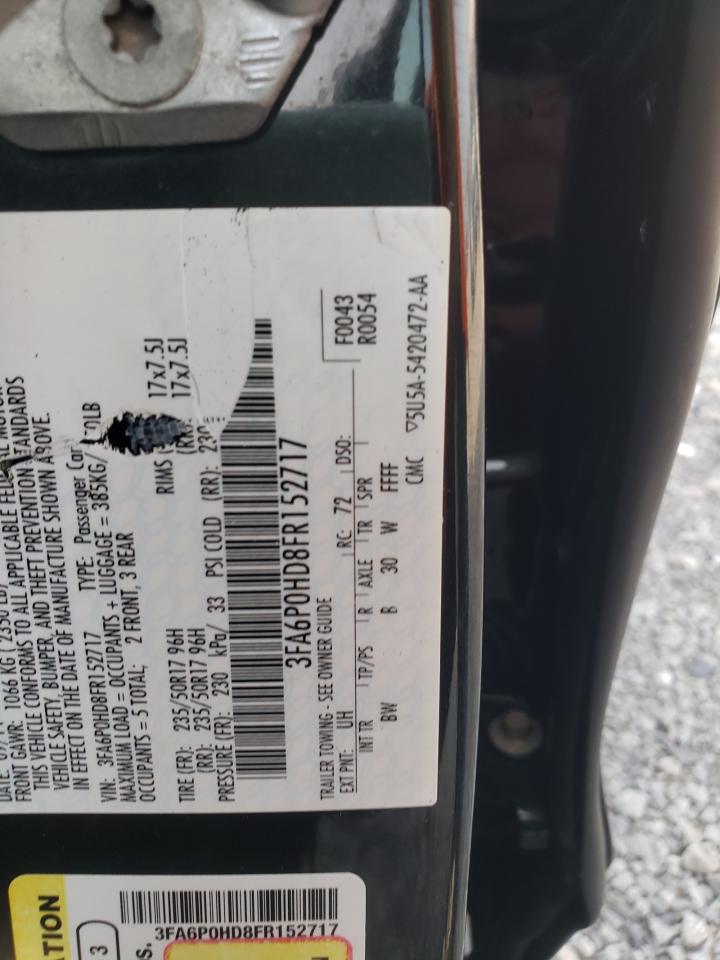 FRONT GAWR: 1066 KG (2350 LB)
THIS VEHICLE CONFORMS TO ALL APPLICABLE MOTOR
VEHICLE SAFETY, BUMPER, AND THEFT PREVENTION STANDARDS
IN EFFECT ON THE DATE OF MANUFACTURE SHOWN ABOVE.
VIN: 3FA6P0HD8FR152717 TYPE: Passenger Car
MAXIMUM LOAD = OCCUPANTS + LUGGAGE = 385KG/ LB
OCCUPANTS = 5 TOTAL; 2 FRONT, 3 REAR
TIRE (FR): 235/50R17 96H RIMS 17x7.5J
(RR): 235/50R17 96H 17x7.5J
PRESSURE (FR): 230 kPa/ 33 PSI COLD (RR): 230
3FA6P0HD8FR152717
TRAILER TOWING - SEE OWNER GUIDE F0043
EXT PNT: UH RC: 72 DSO: R0054
INT TR TP/PS R AXLE TR SPR
BW B 30 W FFFF CMC ▽5U5A-5420472-AA
3
3FA6P0HD8FR152717